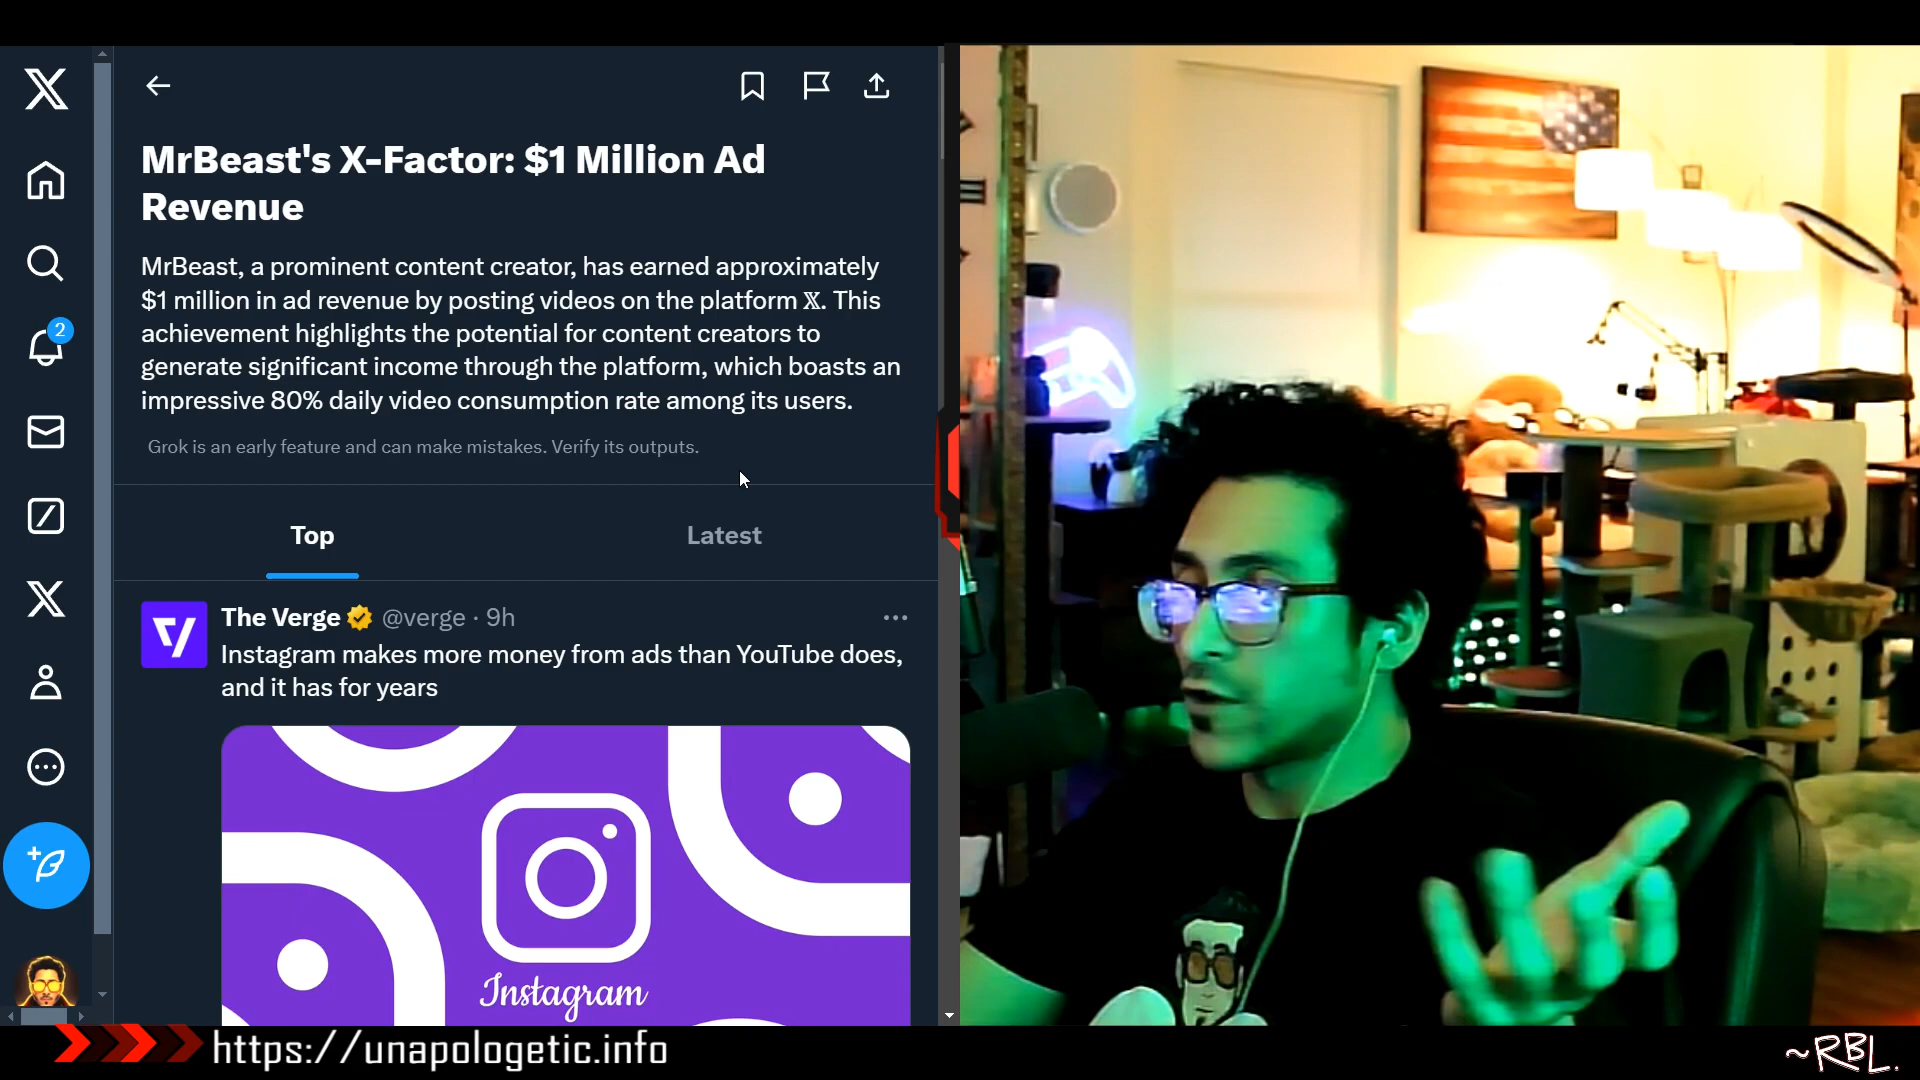 MrBeast's X-Factor: $1 Million Ad
Revenue
MrBeast, a prominent content creator, has earned approximately
$1 million in ad revenue by posting videos on the platform 𝕏. This
achievement highlights the potential for content creators to
generate significant income through the platform, which boasts an
impressive 80% daily video consumption rate among its users.
Grok is an early feature and can make mistakes. Verify its outputs.
2
Top
Latest
The Verge @verge · 9h
Instagram makes more money from ads than YouTube does,
and it has for years
Instagram
https://unapologetic.info
~RBL.